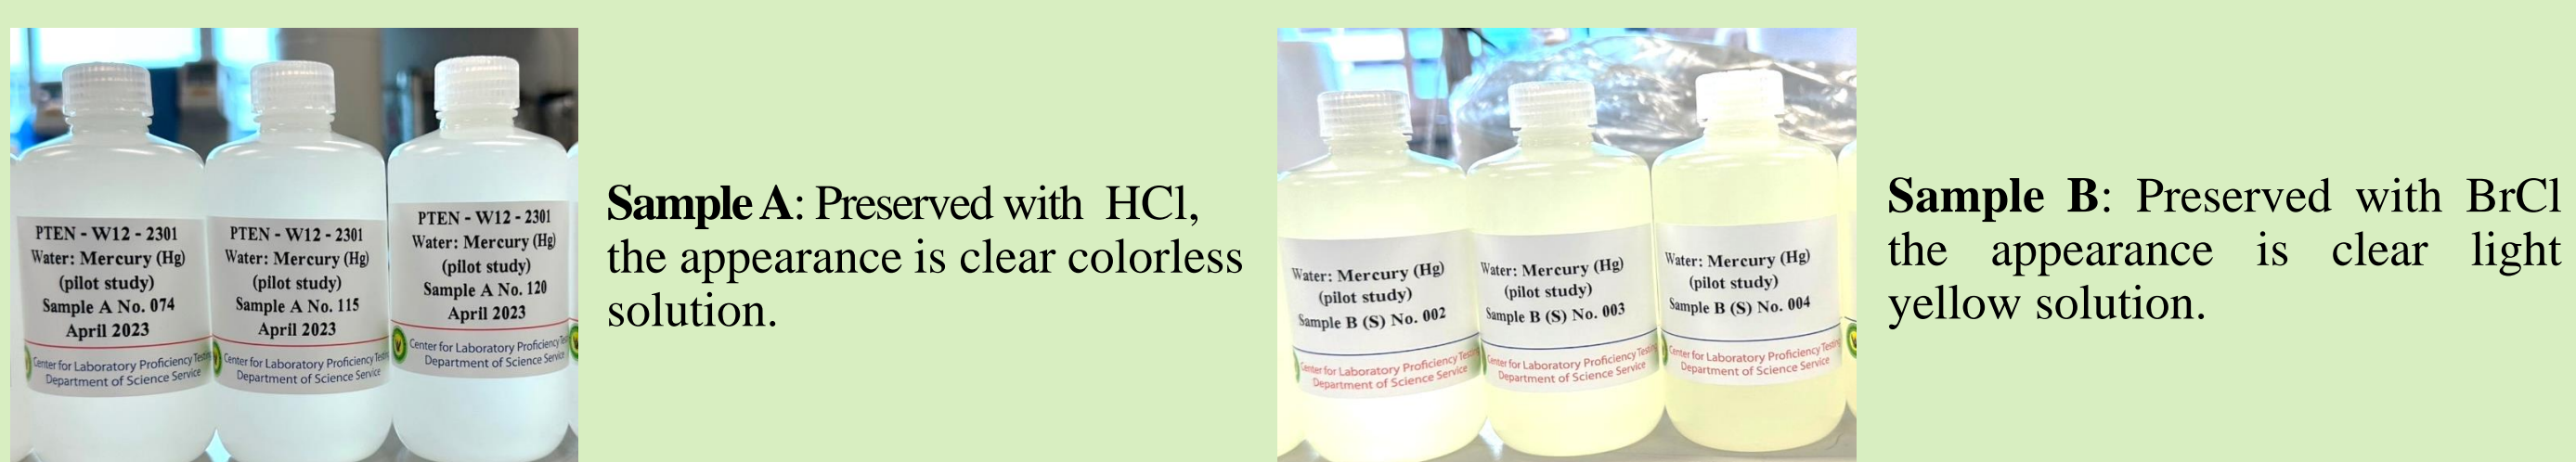 PTEN - W12 - 2301
Water: Mercury (Hg)
(pilot study)
Sample A No. 074
April 2023
Center for Laboratory Proficiency Testing
Department of Science Service
PTEN - W12 - 2301
Water: Mercury (Hg)
(pilot study)
Sample A No. 115
April 2023
Center for Laboratory Proficiency Testing
Department of Science Service
PTEN - W12 - 2301
Water: Mercury (Hg)
(pilot study)
Sample A No. 120
April 2023
Center for Laboratory Proficiency
Department of Science Service
Sample A: Preserved with HCl,
the appearance is clear colorless
solution.
Water: Mercury (Hg)
(pilot study)
Sample B (S) No. 002
Center for Laboratory Proficiency Testing
Department of Science Service
Water: Mercury (Hg)
(pilot study)
Sample B (S) No. 003
Center for Laboratory Proficiency Testing
Department of Science Service
Water: Mercury (Hg)
(pilot study)
Sample B (S) No. 004
Center for Laboratory Proficiency Testing
Department of Science Service
Sample B: Preserved with BrCl
the appearance is clear light
yellow solution.